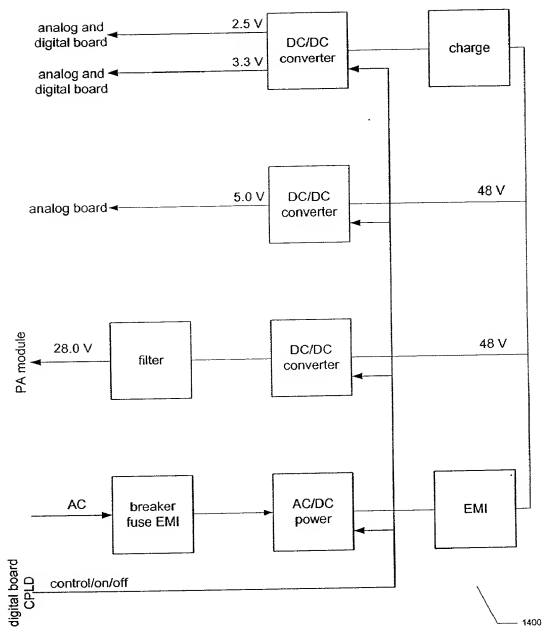 analog and
digital board
2.5 V
DC/DC
converter
charge
analog and
digital board
3.3 V
analog board
5.0 V
DC/DC
converter
48 V
PA module
28.0 V
filter
DC/DC
converter
48 V
AC
breaker
fuse EMI
AC/DC
power
EMI
digital board
CPLD
control/on/off
1400